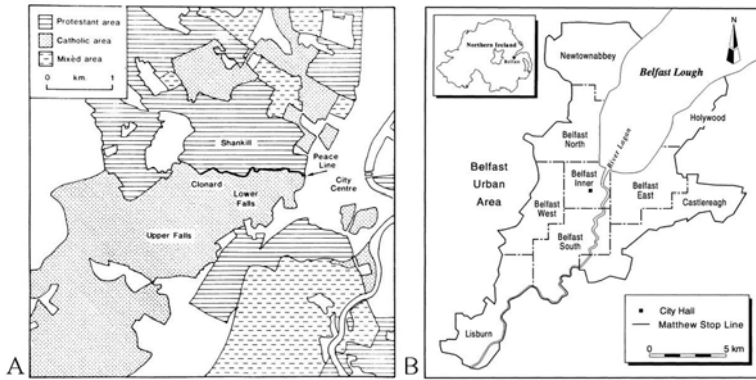 Protestant area
Catholic area
Mixed area
0 km. 1
Shankill
Peace
Line
Clonard
Lower
Falls
City
Centre
Upper Falls
A
Northern Ireland
Belfast
Newtownabbey
Belfast Lough
N
Holywood
Belfast
North
River Lagan
Belfast
Urban
Area
Belfast
Inner
Belfast
East
Belfast
West
Castlereagh
Belfast
South
City Hall
Matthew Stop Line
0 5 km
Lisburn
B